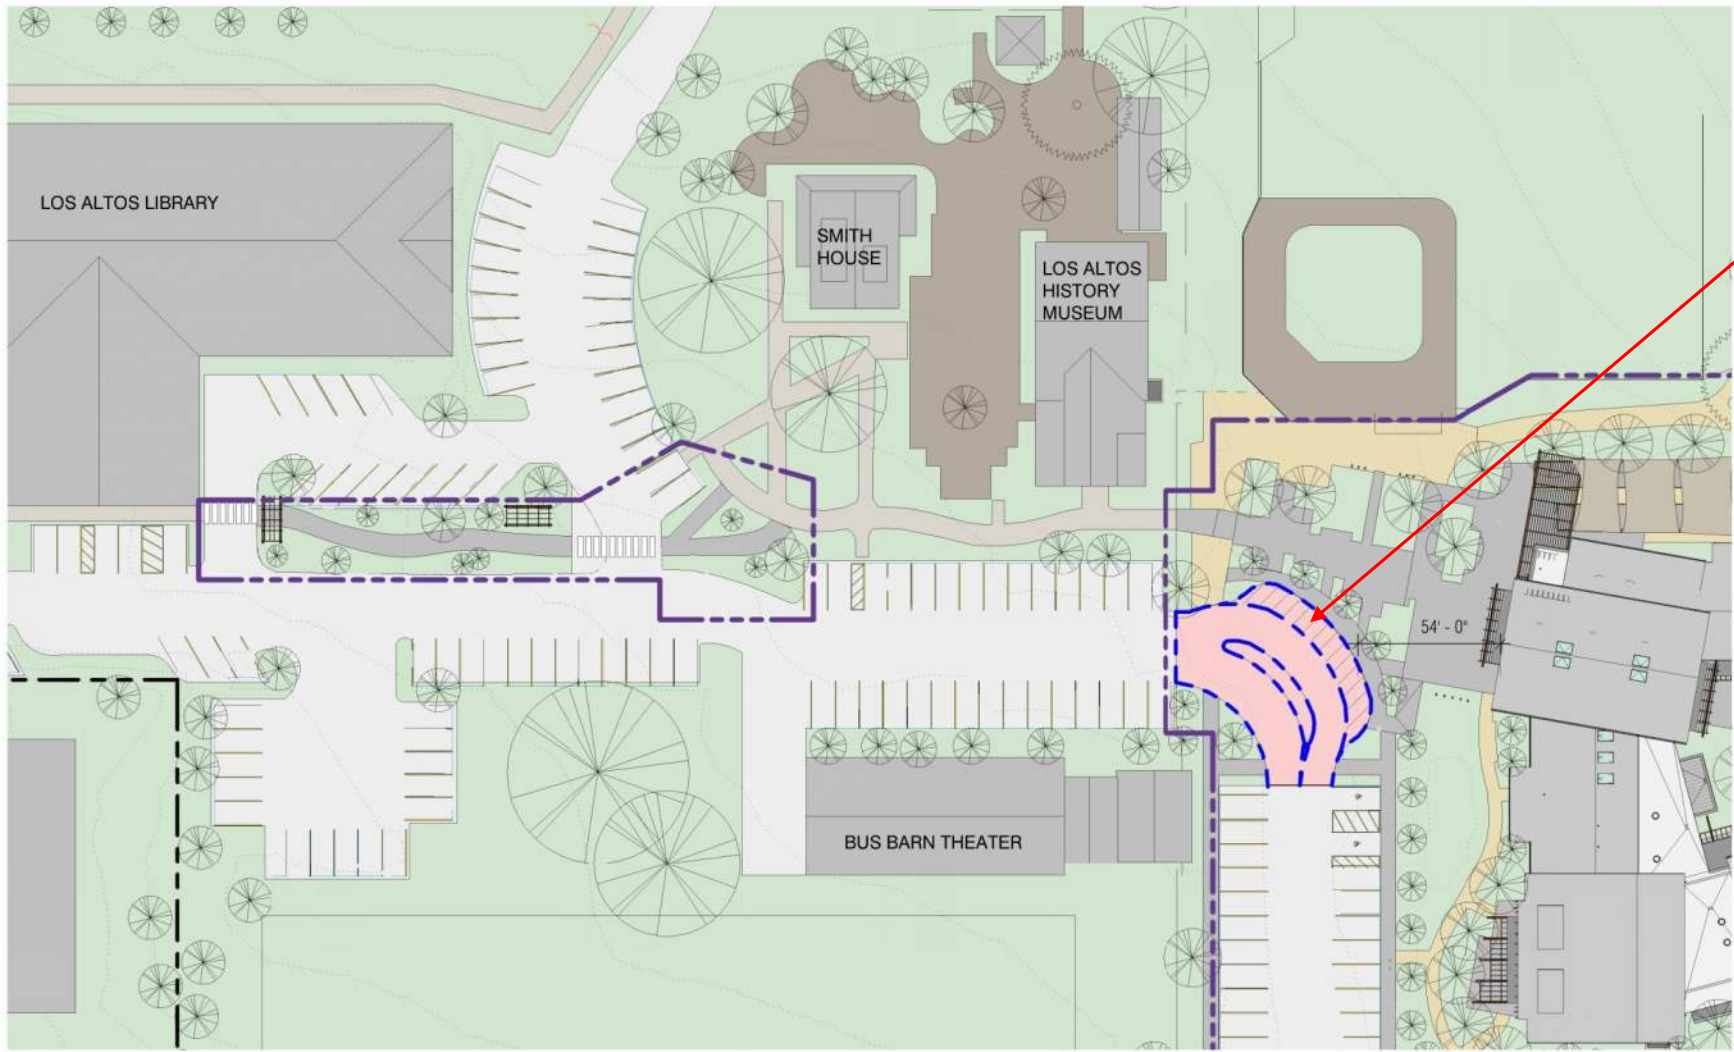 LOS ALTOS LIBRARY
SMITH
HOUSE
LOS ALTOS
HISTORY
MUSEUM
54' - 0"
BUS BARN THEATER